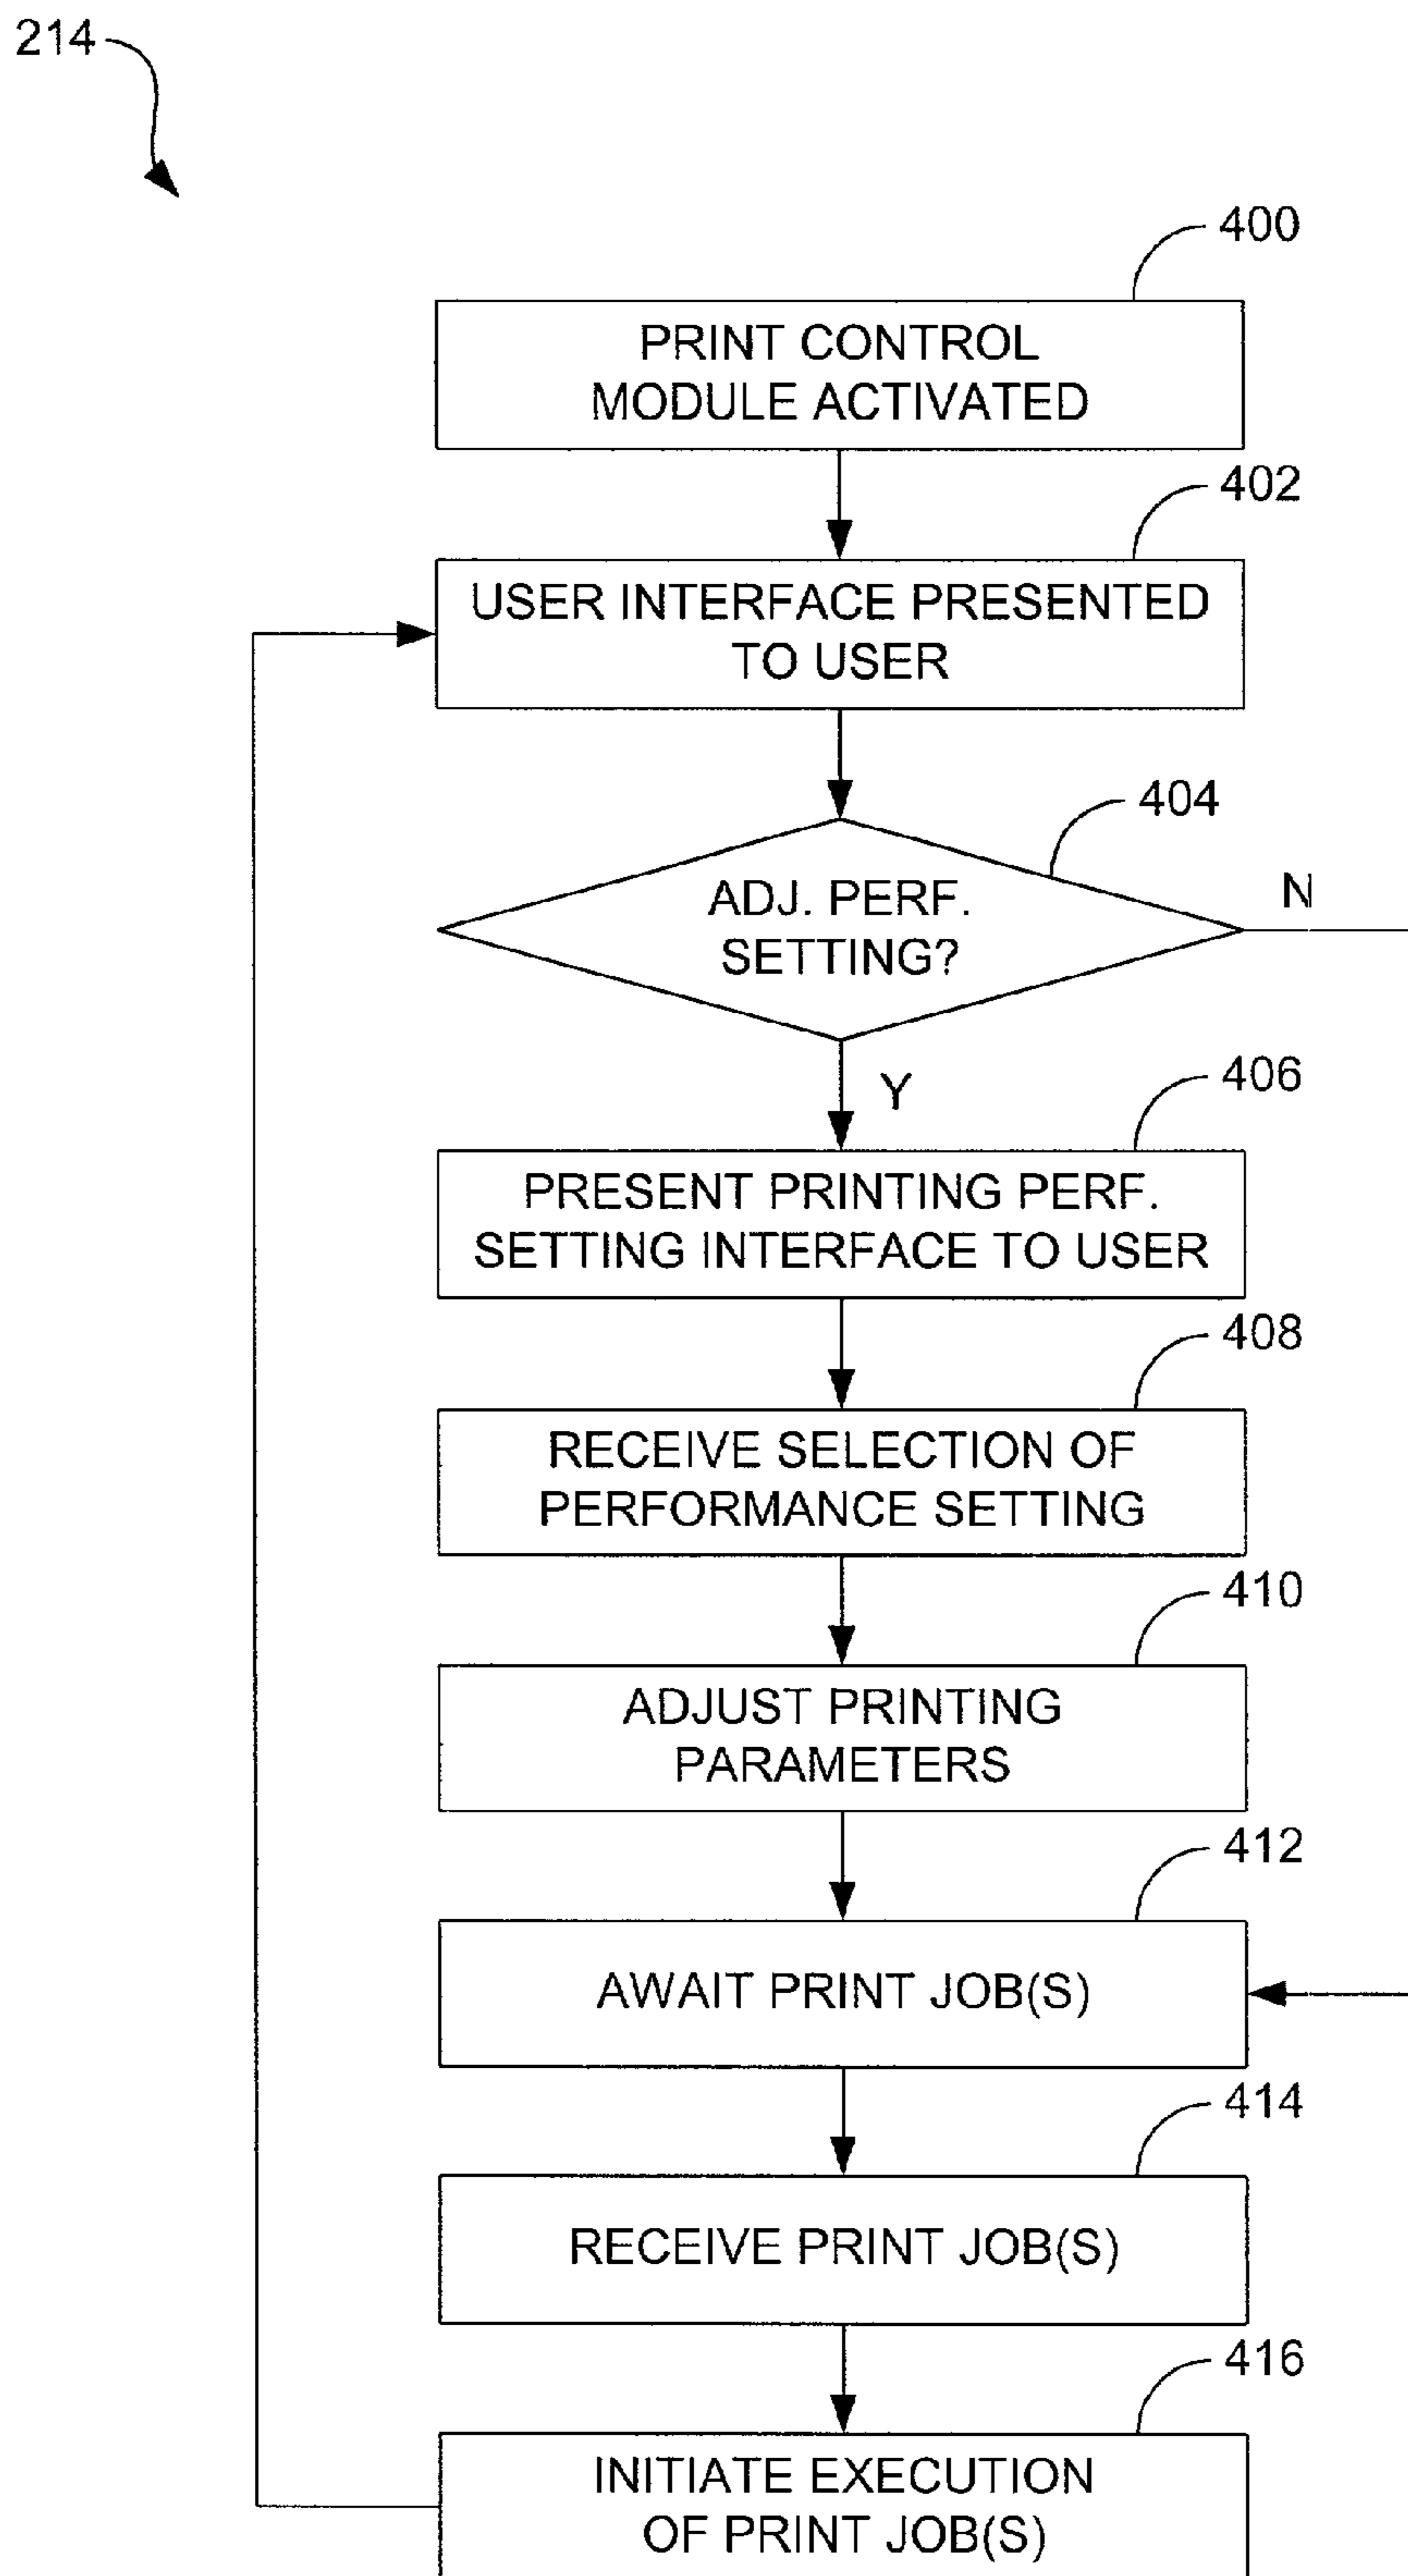 214
400
PRINT CONTROL
MODULE ACTIVATED
402
USER INTERFACE PRESENTED
TO USER
404
ADJ. PERF.
SETTING?
N
Y
406
PRESENT PRINTING PERF.
SETTING INTERFACE TO USER
408
RECEIVE SELECTION OF
PERFORMANCE SETTING
410
ADJUST PRINTING
PARAMETERS
412
AWAIT PRINT JOB(S)
414
RECEIVE PRINT JOB(S)
416
INITIATE EXECUTION
OF PRINT JOB(S)